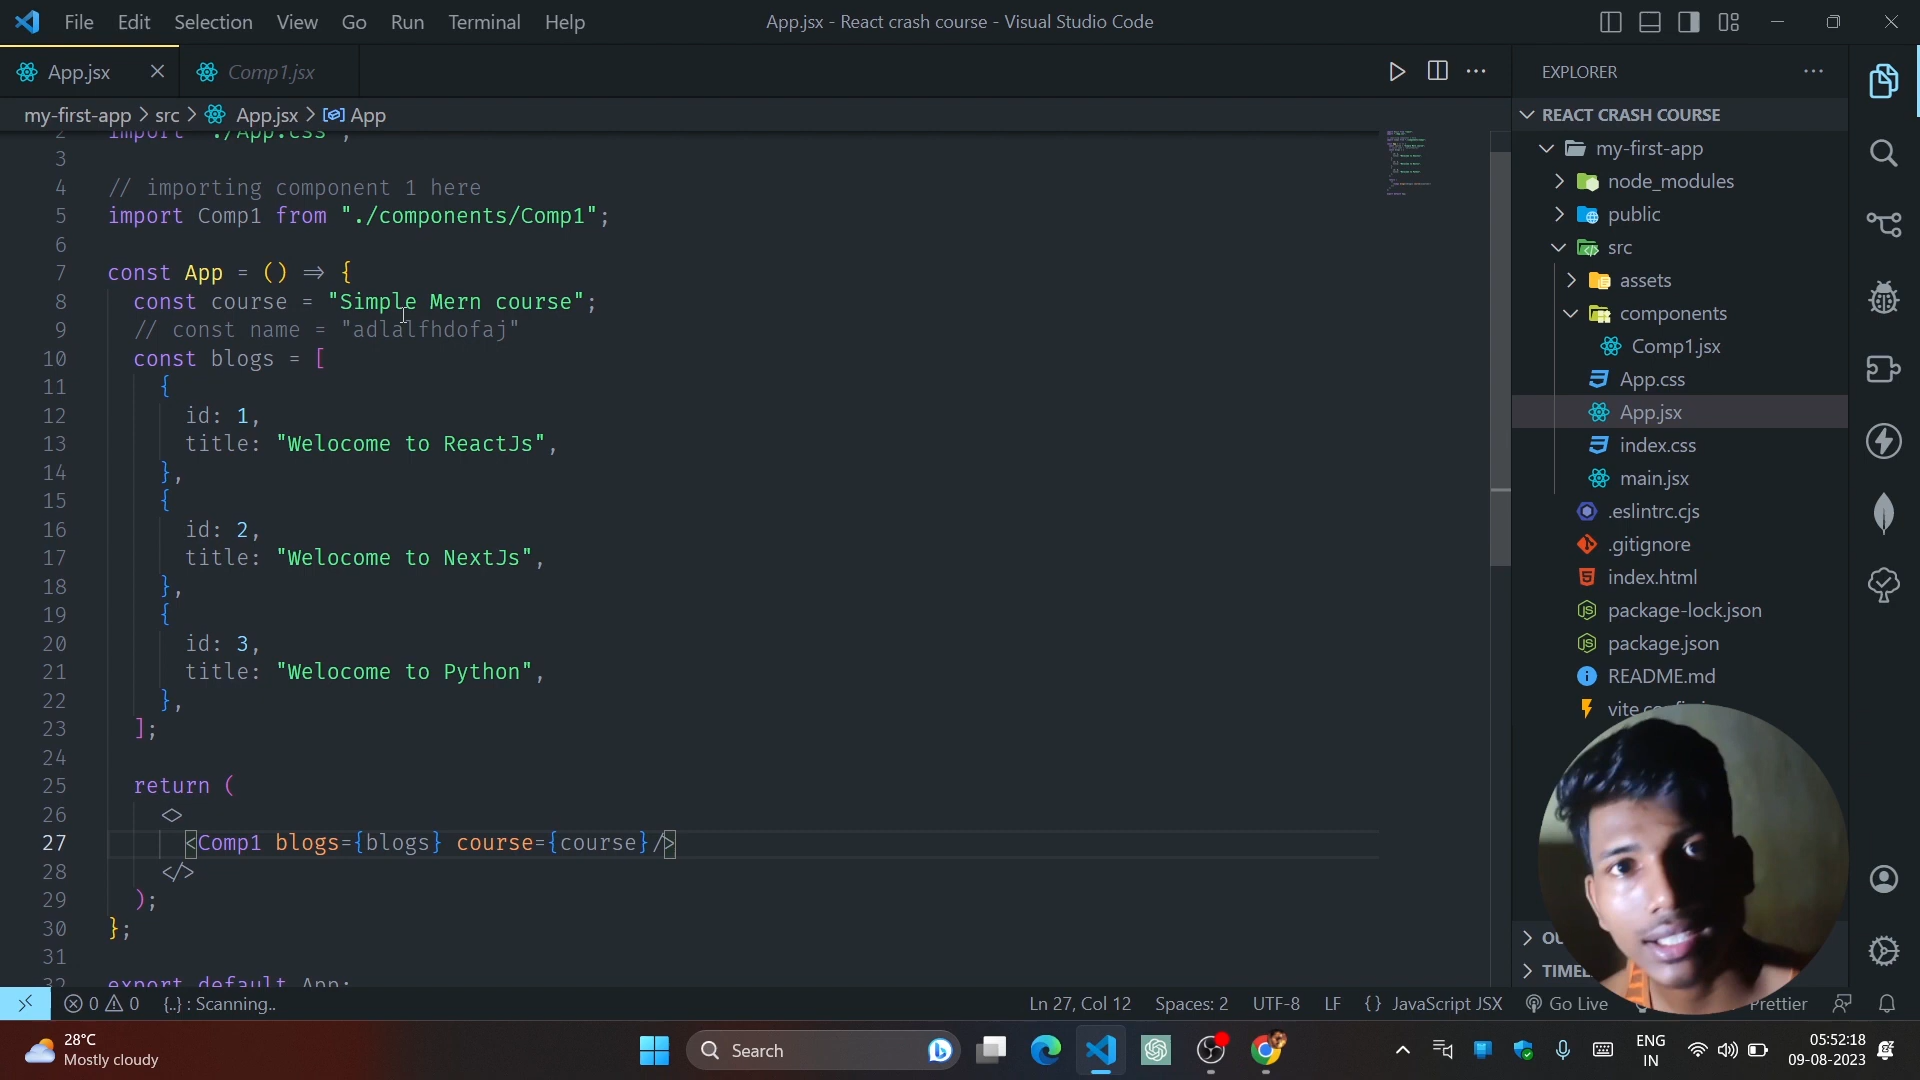 File Edit Selection View Go Run Terminal Help
App.jsx - React crash course - Visual Studio Code
App.jsx
Comp1.jsx
my-first-app > src > App.jsx > App
2 import "./App.css";
3
4 // importing component 1 here
5 import Comp1 from "./components/Comp1";
6
7 const App = () => {
8 const course = "Simple Mern course";
9 // const name = "adlalfhdofaj"
10 const blogs = [
11 {
12 id: 1,
13 title: "Welocome to ReactJs",
14 },
15 {
16 id: 2,
17 title: "Welocome to NextJs",
18 },
19 {
20 id: 3,
21 title: "Welocome to Python",
22 },
23 ];
24
25 return (
26 <>
27 <Comp1 blogs={blogs} course={course}/>
28 </>
29 );
30 };
31
32 export default App;
EXPLORER
REACT CRASH COURSE
my-first-app
node_modules
public
src
assets
components
Comp1.jsx
App.css
App.jsx
index.css
main.jsx
.eslintrc.cjs
.gitignore
index.html
package-lock.json
package.json
README.md
0 0 {..} : Scanning..
Ln 27, Col 12 Spaces: 2 UTF-8 LF {} JavaScript JSX Go Live Prettier
28°C
Mostly cloudy
Search
ENG
IN
05:52:18
09-08-2023